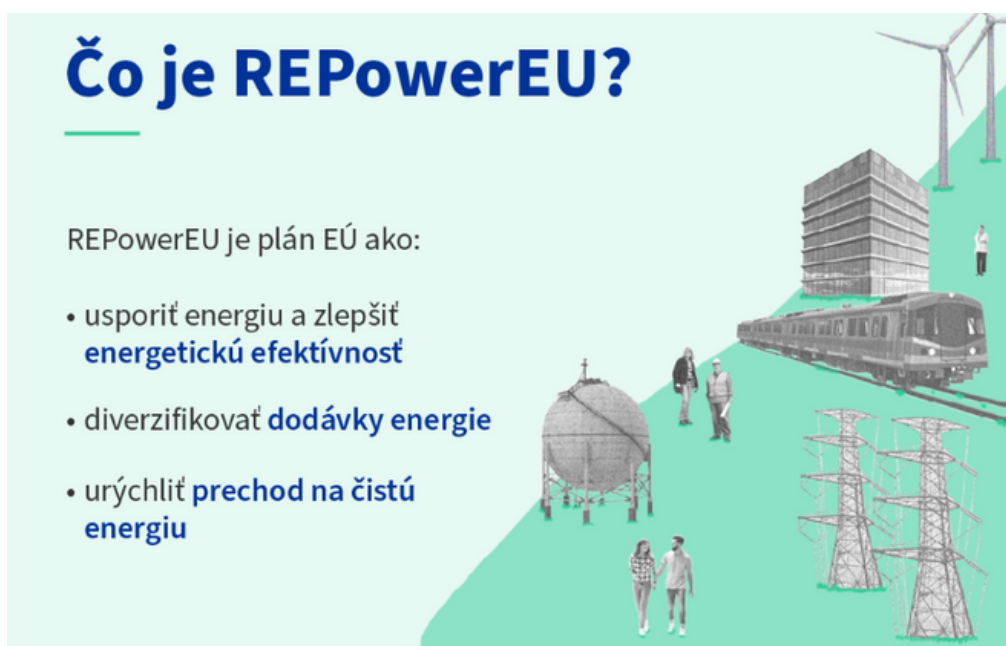 Čo je REPowerEU?
REPowerEU je plán EÚ ako:
• usporiť energiu a zlepšiť
energetickú efektívnosť
• diverzifikovať dodávky energie
• urýchliť prechod na čistú
energiu